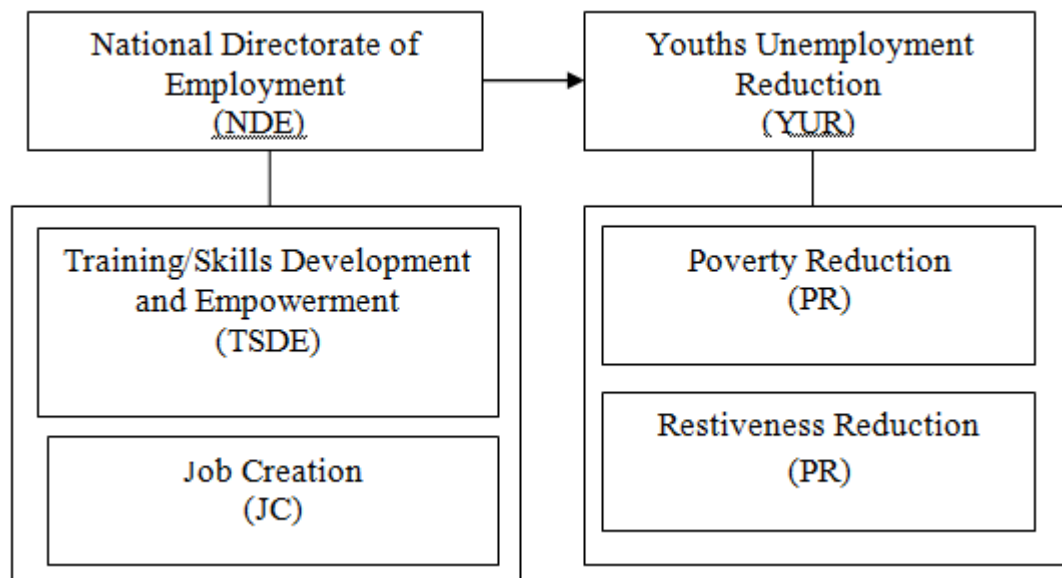 National Directorate of
Employment
(NDE)
Youths Unemployment
Reduction
(YUR)
Training/Skills Development
and Empowerment
(TSDE)
Job Creation
(JC)
Poverty Reduction
(PR)
Restiveness Reduction
(PR)